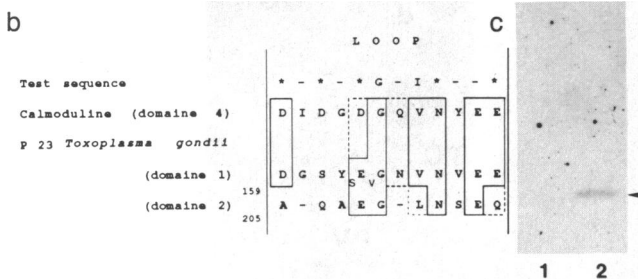 b
c
L O O P
Test sequence * - * - * G - I * - - *
Calmoduline (domaine 4) D I D G D G Q V N Y E E
P 23 Toxoplasma gondii
(domaine 1) D G S Y E G N V N V E E
S V
159
(domaine 2) A - Q A E G - L N S E Q
205
1 2